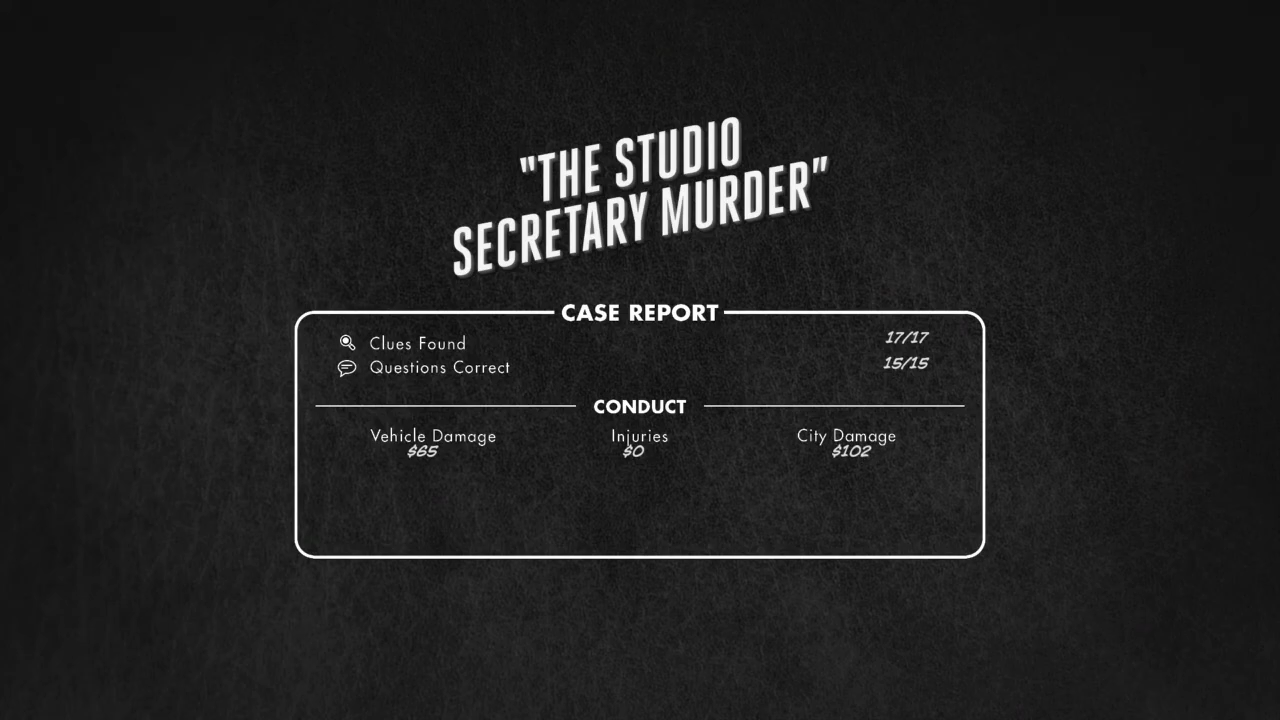 "THE STUDIO
SECRETARY MURDER"
CASE REPORT
Clues Found 17/17
Questions Correct 15/15
CONDUCT
Vehicle Damage Injuries City Damage
$65 $0 $102